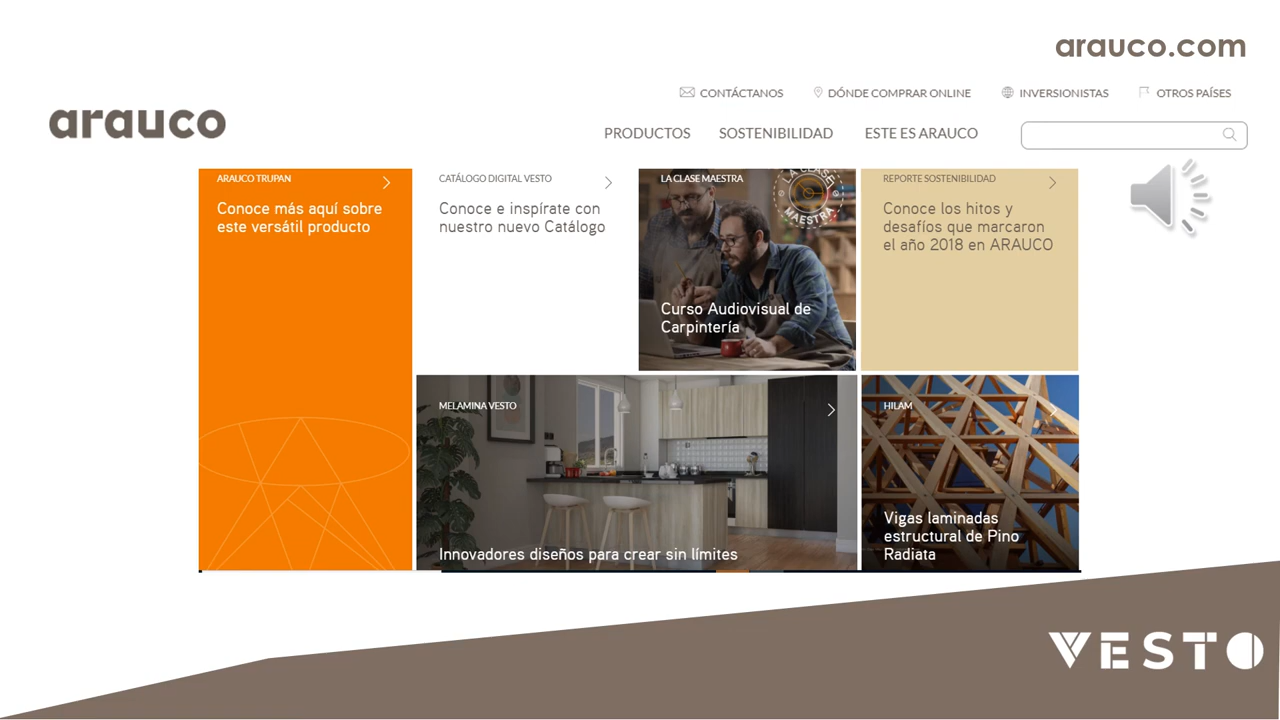 arauco.com
CONTÁCTANOS DÓNDE COMPRAR ONLINE INVERSIONISTAS OTROS PAÍSES
arauco
PRODUCTOS SOSTENIBILIDAD ESTE ES ARAUCO
ARAUCO TRUPAN
Conoce más aquí sobre
este versátil producto
CATÁLOGO DIGITAL VESTO
Conoce e inspírate con
nuestro nuevo Catálogo
LA CLASE MAESTRA
LA CLASE
MAESTRA
Curso Audiovisual de
Carpintería
REPORTE SOSTENIBILIDAD
Conoce los hitos y
desafíos que marcaron
el año 2018 en ARAUCO
MELAMINA VESTO
Innovadores diseños para crear sin límites
HILAM
Vigas laminadas
estructural de Pino
Radiata
VESTO